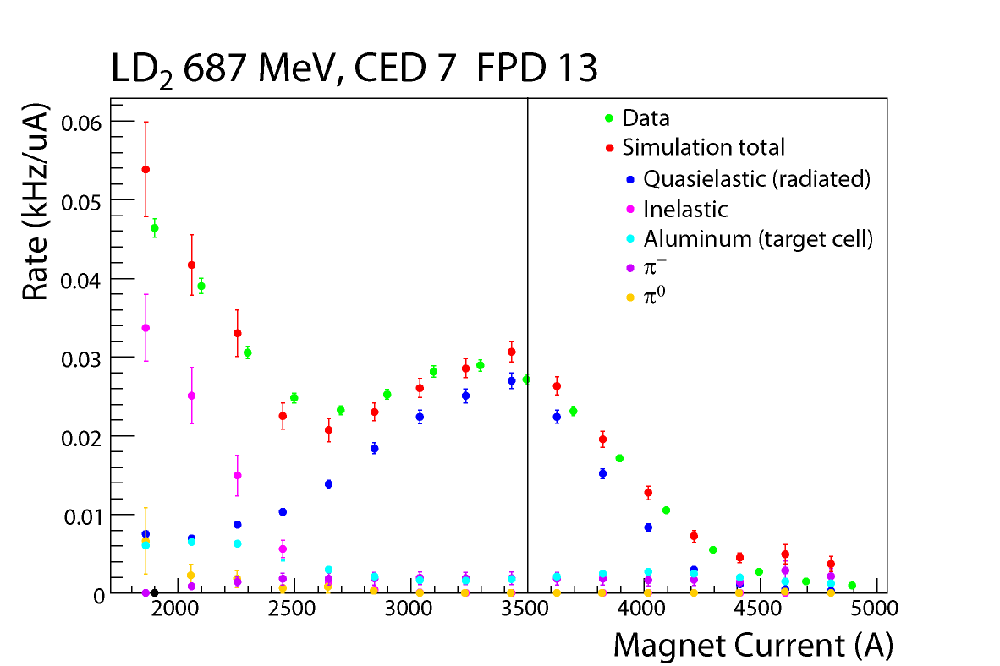 LD₂ 687 MeV, CED 7 FPD 13
Rate (kHz/uA)
0.06
0.05
0.04
0.03
0.02
0.01
0
Data
Simulation total
Quasielastic (radiated)
Inelastic
Aluminum (target cell)
π⁻
π⁰
2000 2500 3000 3500 4000 4500 5000
Magnet Current (A)